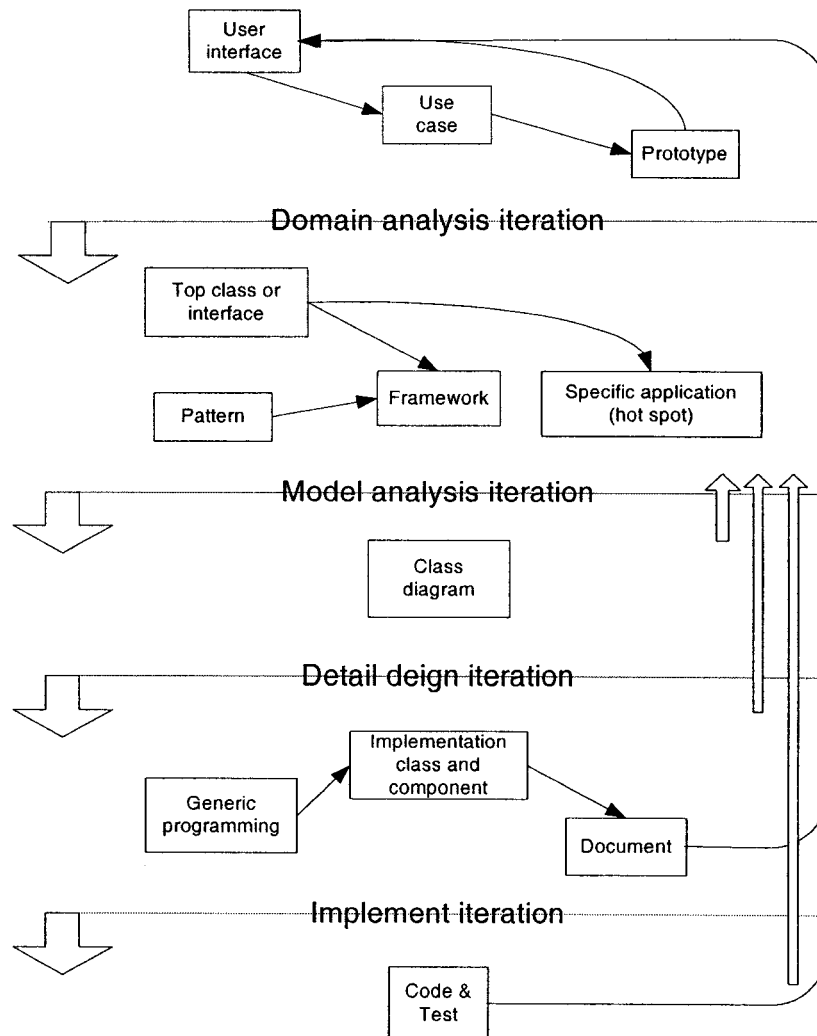 User
interface
Use
case
Prototype
Domain analysis iteration
Top class or
interface
Framework
Specific application
(hot spot)
Pattern
Model analysis iteration
Class
diagram
Detail deign iteration
Implementation
class and
component
Generic
programming
Document
Implement iteration
Code &
Test